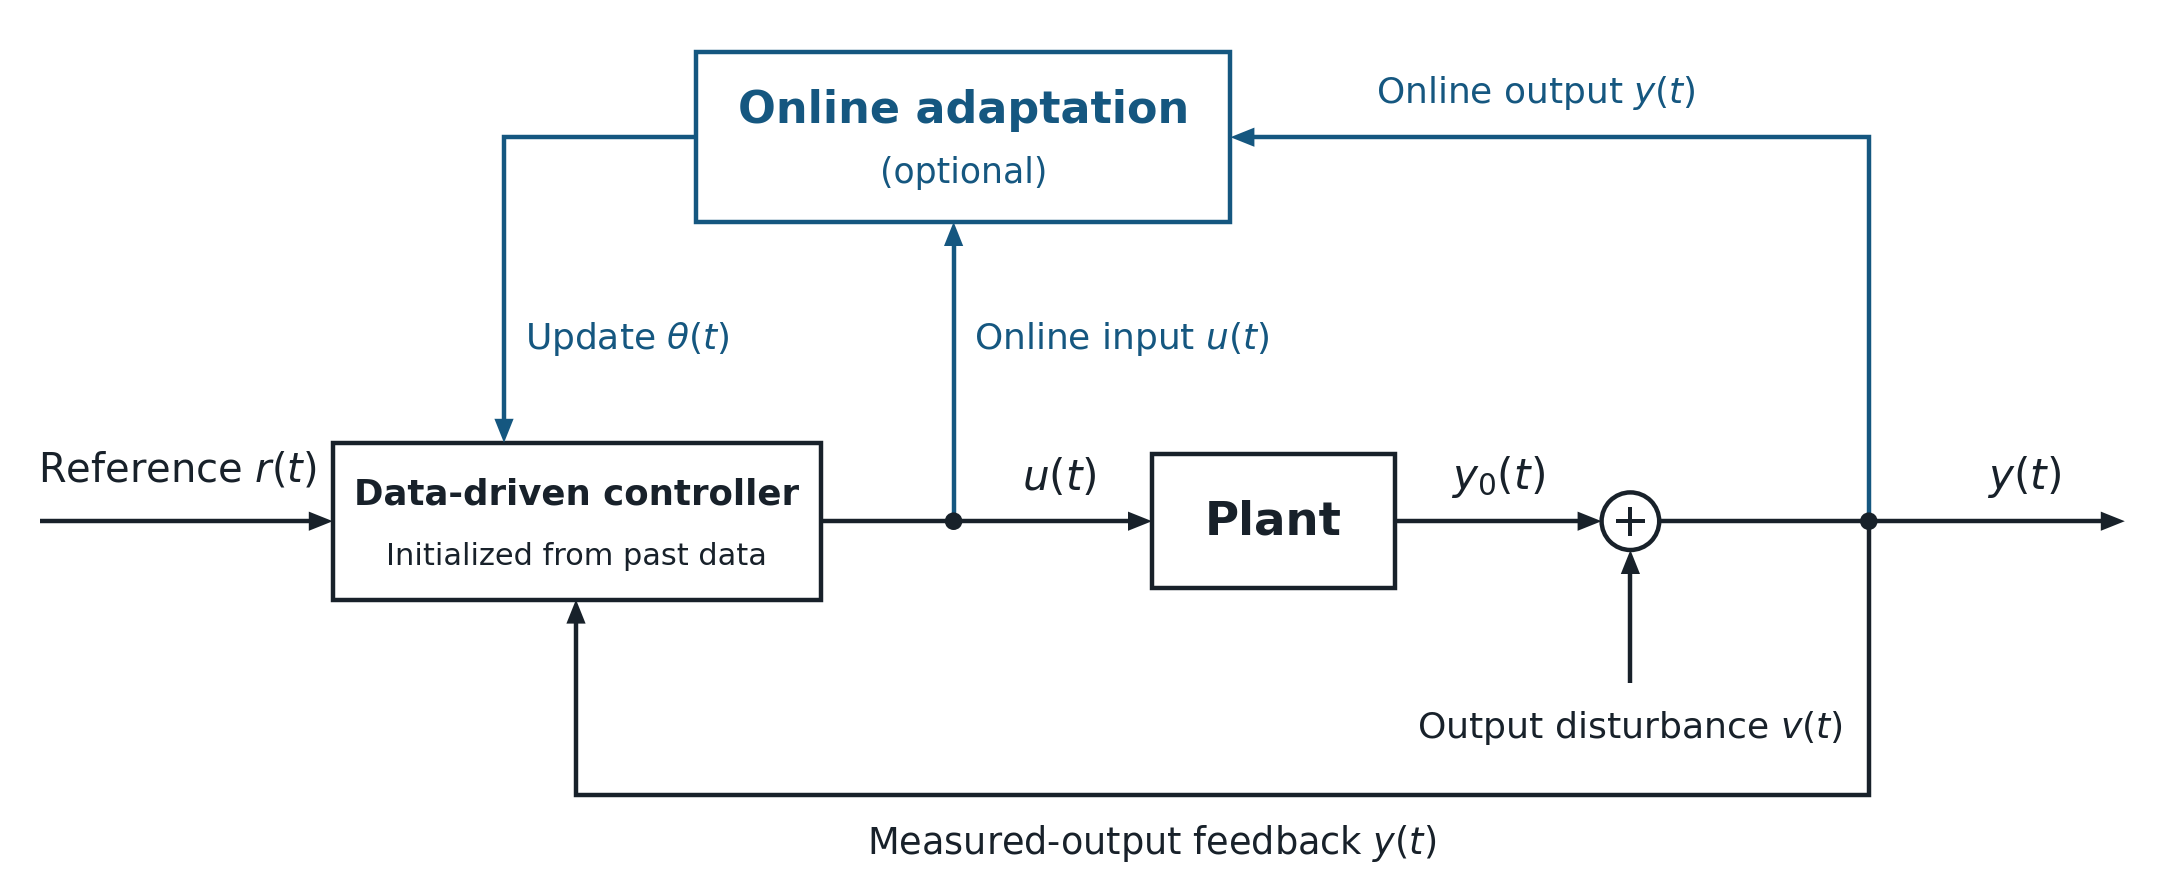 Online adaptation
(optional)
Online output y(t)
Update θ(t)
Online input u(t)
Reference r(t)
Data-driven controller
Initialized from past data
u(t)
Plant
y₀(t)
+
y(t)
Output disturbance v(t)
Measured-output feedback y(t)